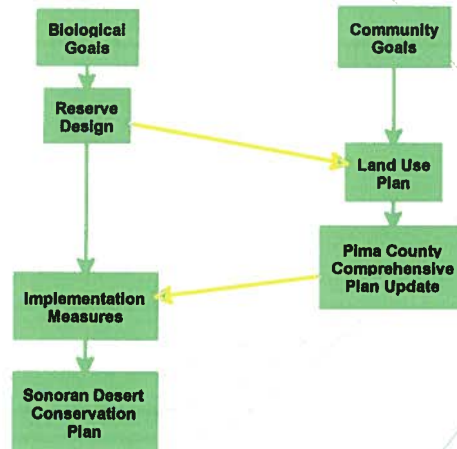 Biological
Goals
Community
Goals
Reserve
Design
Land Use
Plan
Pima County
Comprehensive
Plan Update
Implementation
Measures
Sonoran Desert
Conservation
Plan